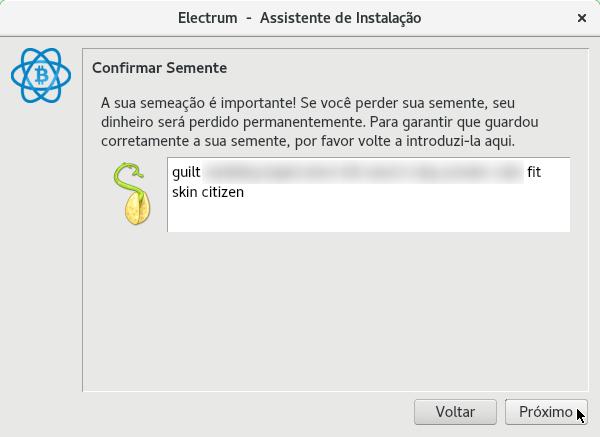 Electrum - Assistente de Instalação
Confirmar Semente
A sua semeação é importante! Se você perder sua semente, seu
dinheiro será perdido permanentemente. Para garantir que guardou
corretamente a sua semente, por favor volte a introduzi-la aqui.
guilt fit
skin citizen
Voltar
Próximo